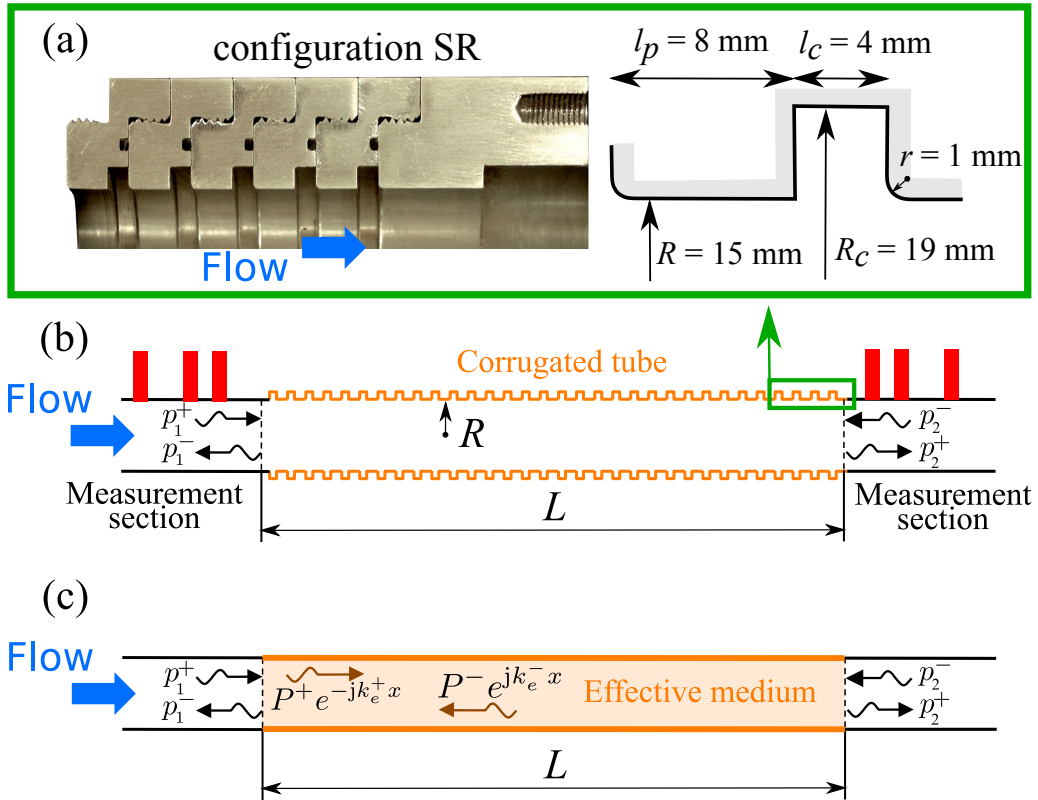 (a)
configuration SR
Flow
l_p = 8 mm
l_c = 4 mm
r = 1 mm
R = 15 mm
R_c = 19 mm
(b)
Flow
Corrugated tube
p_1^+
p_1^-
R
p_2^-
p_2^+
Measurement
section
L
Measurement
section
(c)
Flow
p_1^+
p_1^-
P^+ e^{-jk_e^+ x}
P^- e^{jk_e^- x}
Effective medium
p_2^-
p_2^+
L